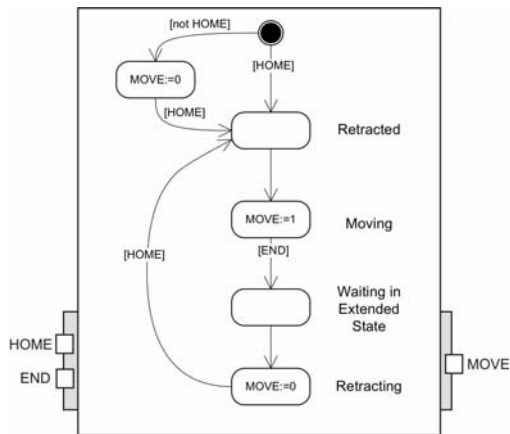 [not HOME]
[HOME]
MOVE:=0
[HOME]
Retracted
MOVE:=1
Moving
[HOME]
[END]
Waiting in
Extended
State
HOME
END
MOVE
MOVE:=0
Retracting